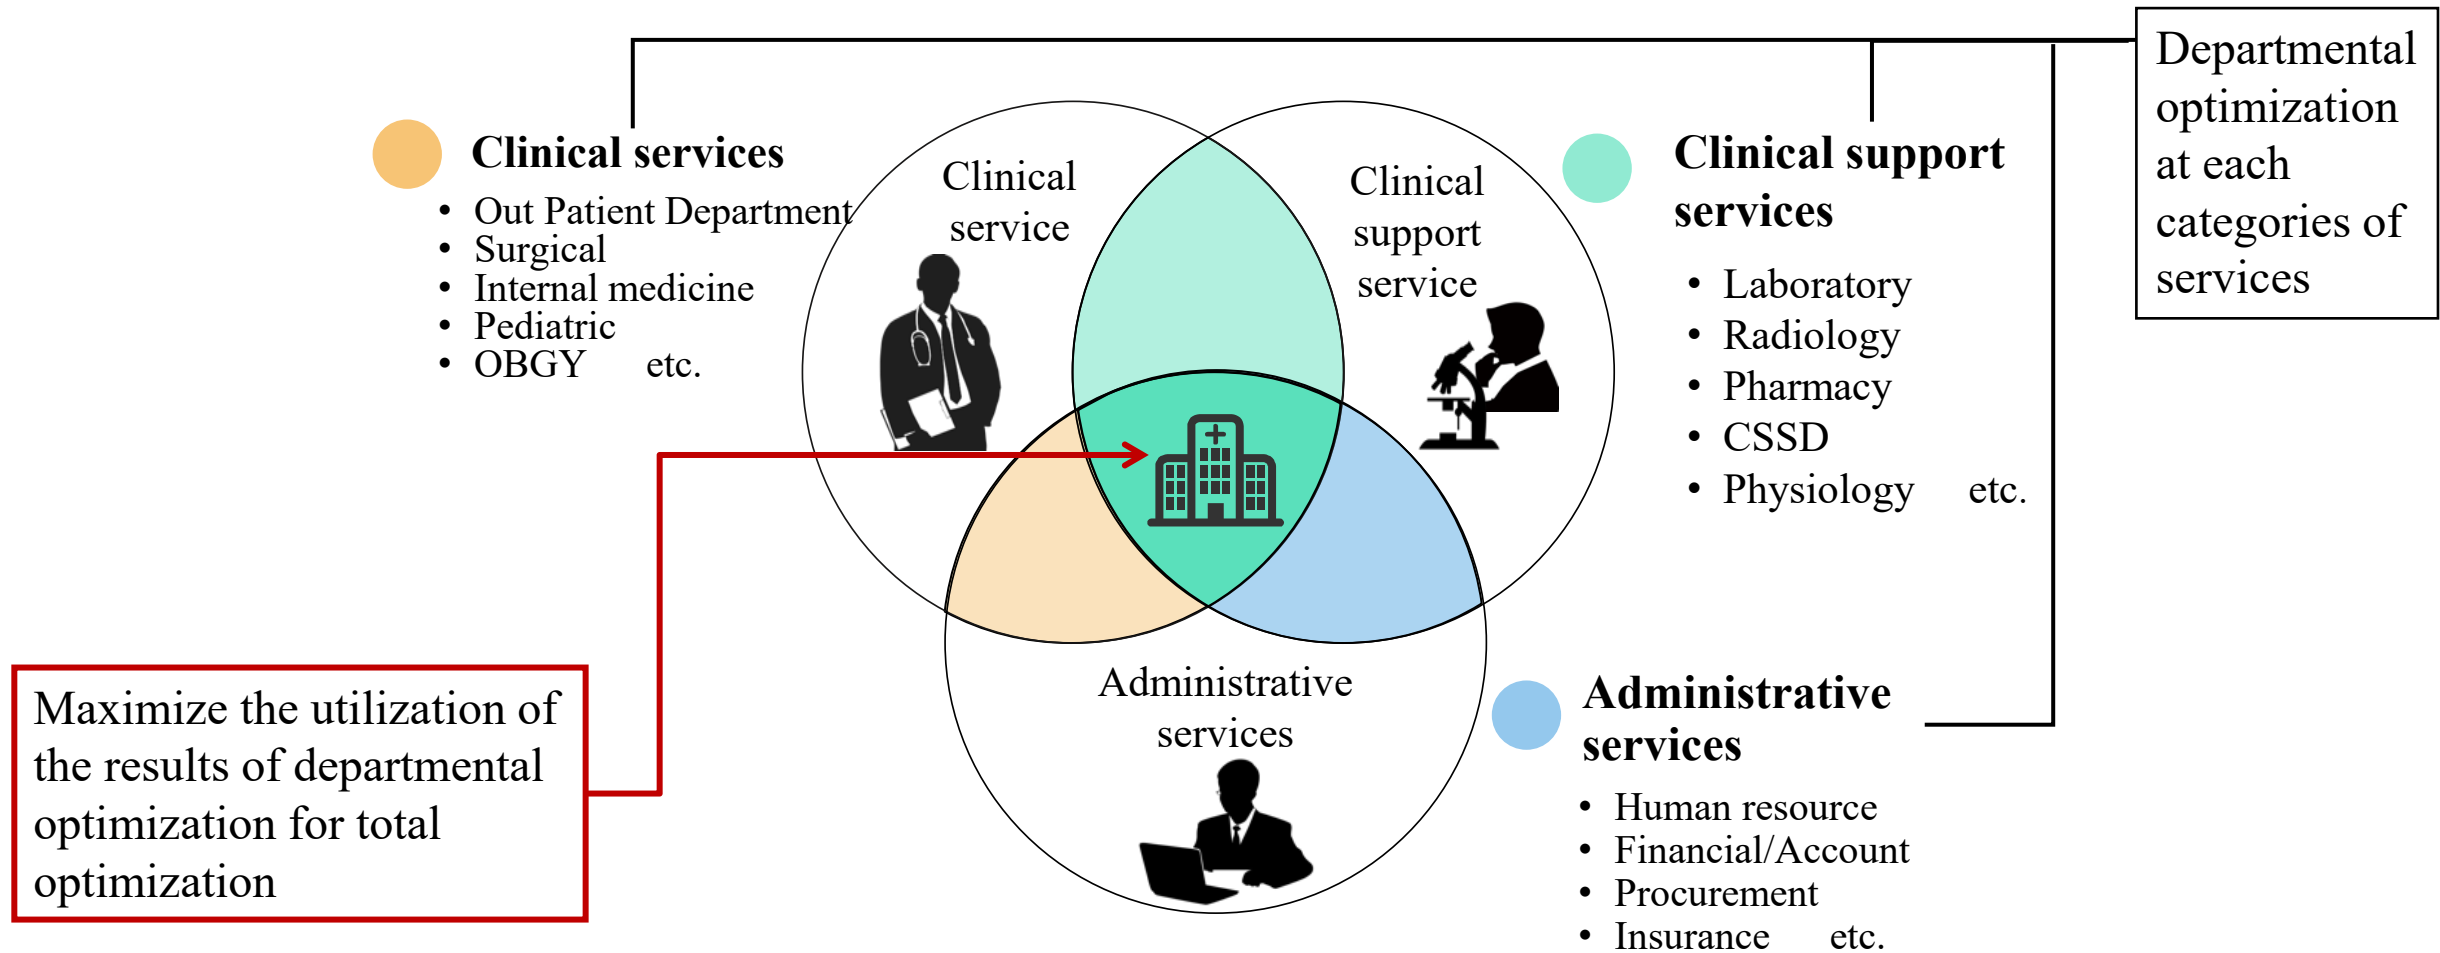 Departmental
optimization
at each
categories of
services
Clinical services
• Out Patient Department
• Surgical
• Internal medicine
• Pediatric
• OBGY etc.
Clinical
service
Clinical
support
service
Clinical support
services
• Laboratory
• Radiology
• Pharmacy
• CSSD
• Physiology etc.
Maximize the utilization of
the results of departmental
optimization for total
optimization
Administrative
services
Administrative
services
• Human resource
• Financial/Account
• Procurement
• Insurance etc.